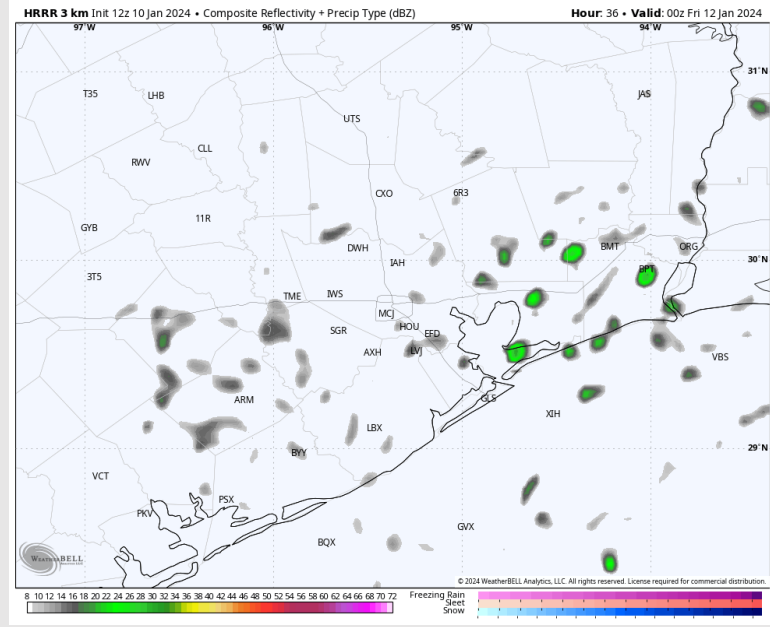 HRRR 3 km Init 12z 10 Jan 2024 • Composite Reflectivity + Precip Type (dBZ)
Hour: 36 • Valid: 00z Fri 12 Jan 2024
97°W 96°W 95°W 94°W
31°N
T35 LHB JAS
UTS
CLL
RWV
CXO 6R3
11R
GYB
DWH BMT ORG
IAH 30°N
3T5 BPT
TME IWS
MCJ
SGR HOU EFD
AXH LVJ
VBS
ARM GLS
XIH
LBX
BYY 29°N
VCT
PSX
PKV
GVX
BQX
WEATHERBELL
© 2024 WeatherBELL Analytics, LLC. All rights reserved. License required for commercial distribution.
8 10 12 14 16 18 20 22 24 26 28 30 32 34 36 38 40 42 44 46 48 50 52 54 56 58 60 62 64 66 68 70 72
Freezing Rain
Sleet
Snow